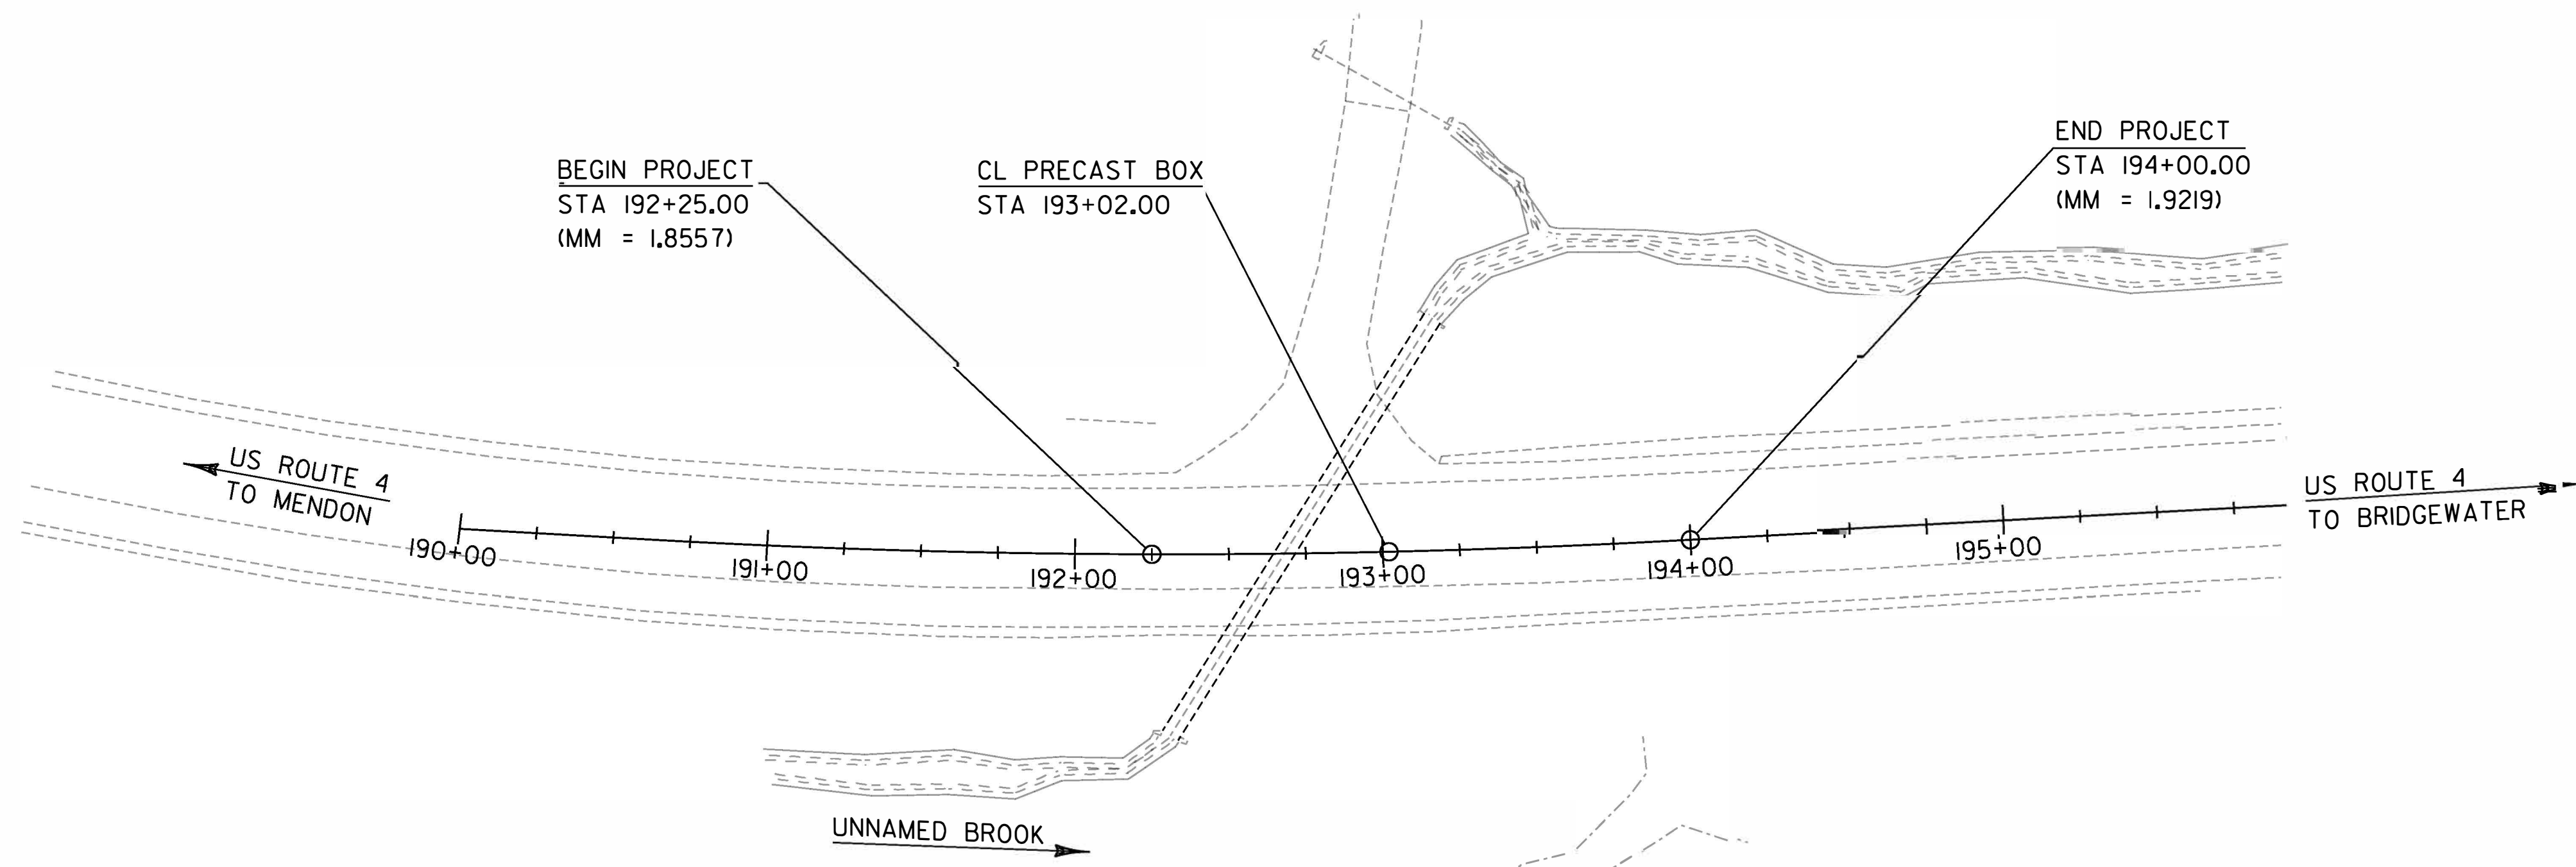 BEGIN PROJECT
STA 192+25.00
(MM = 1.8557)
CL PRECAST BOX
STA 193+02.00
END PROJECT
STA 194+00.00
(MM = 1.9219)
US ROUTE 4
TO MENDON
US ROUTE 4
TO BRIDGEWATER
190+00
191+00
192+00
193+00
194+00
195+00
UNNAMED BROOK